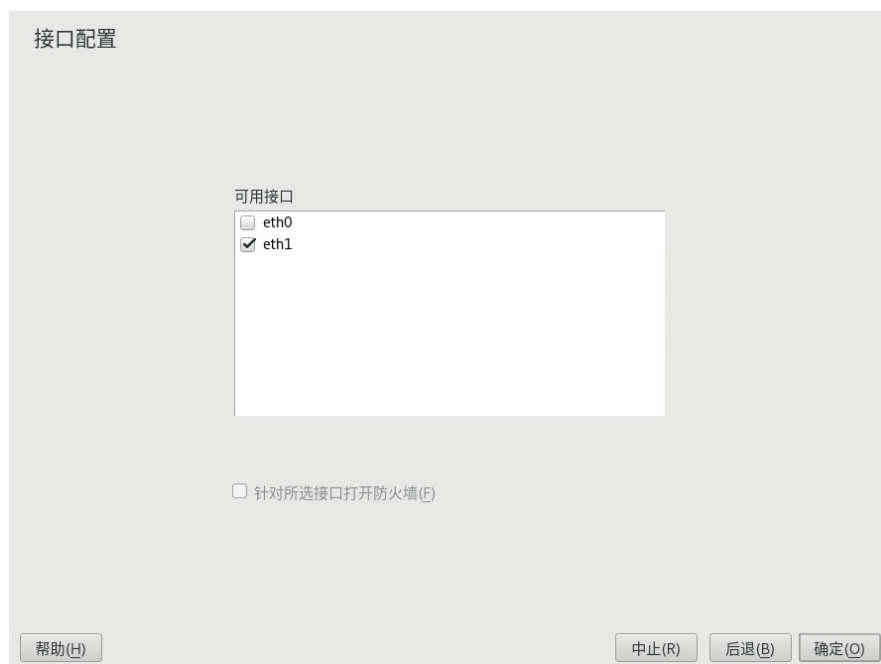 接口配置
可用接口
eth0
eth1
针对所选接口打开防火墙(F)
帮助(H) 中止(R) 后退(B) 确定(O)